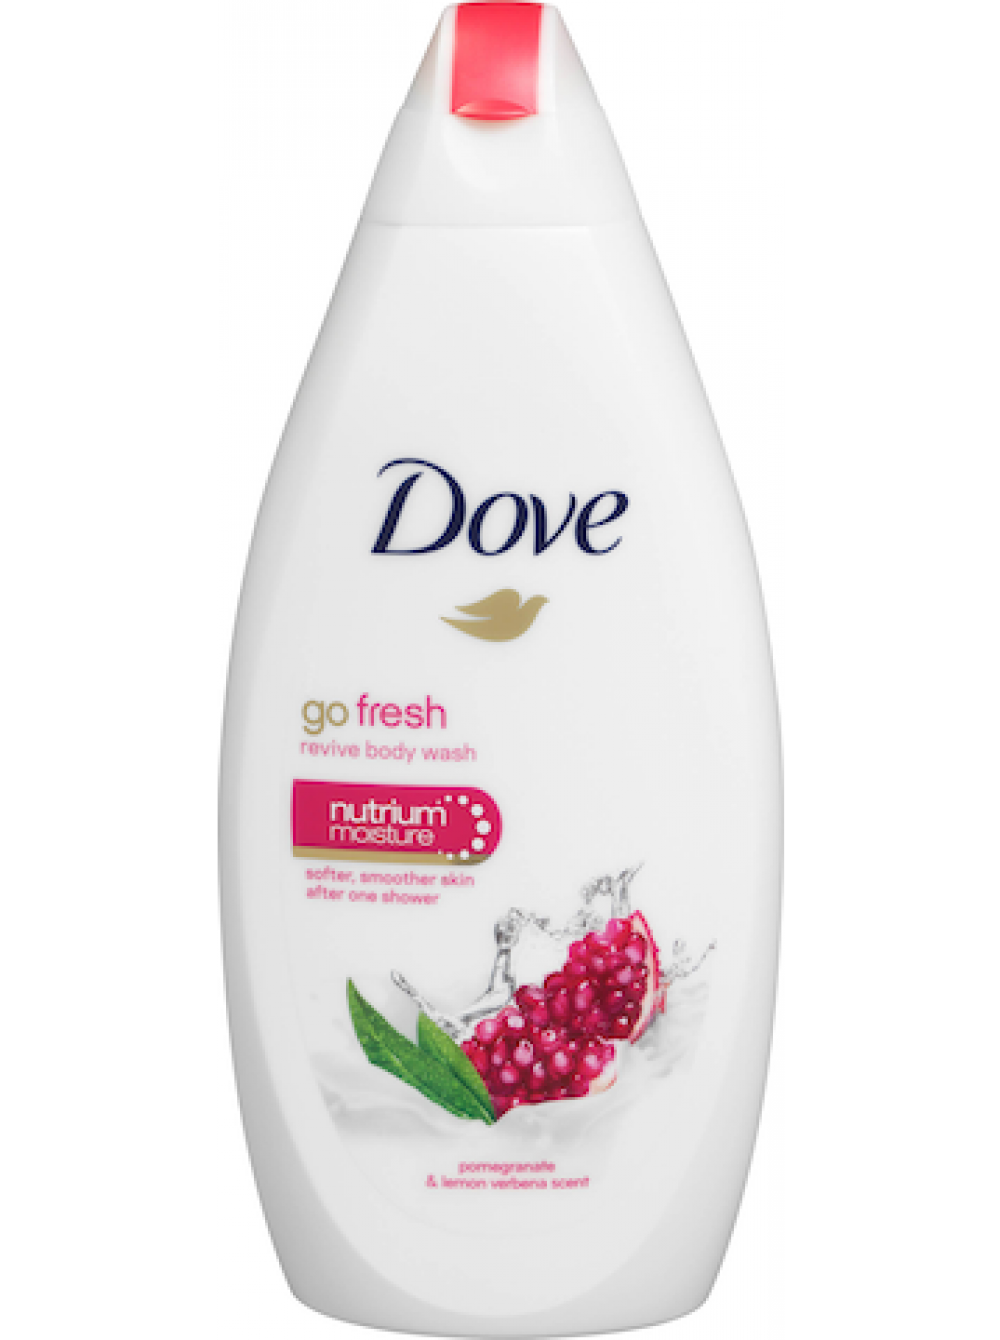 Dove
go fresh
revive body wash
nutrium
moisture
softer, smoother skin
after one shower
pomegranate
& lemon verbena scent